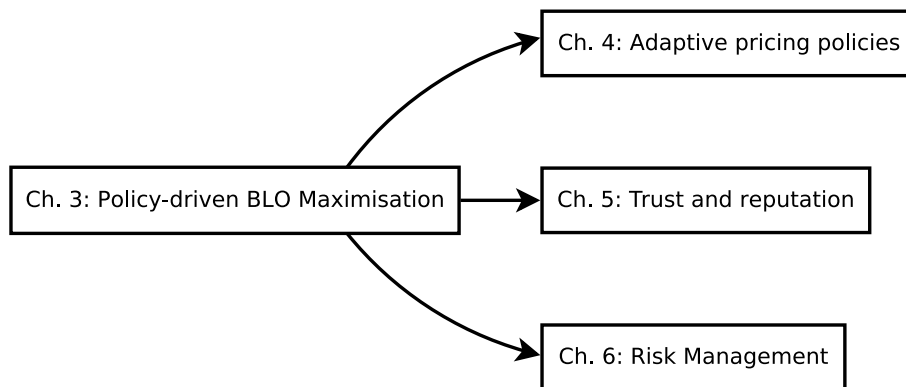 Ch. 4: Adaptive pricing policies
Ch. 3: Policy-driven BLO Maximisation
Ch. 5: Trust and reputation
Ch. 6: Risk Management